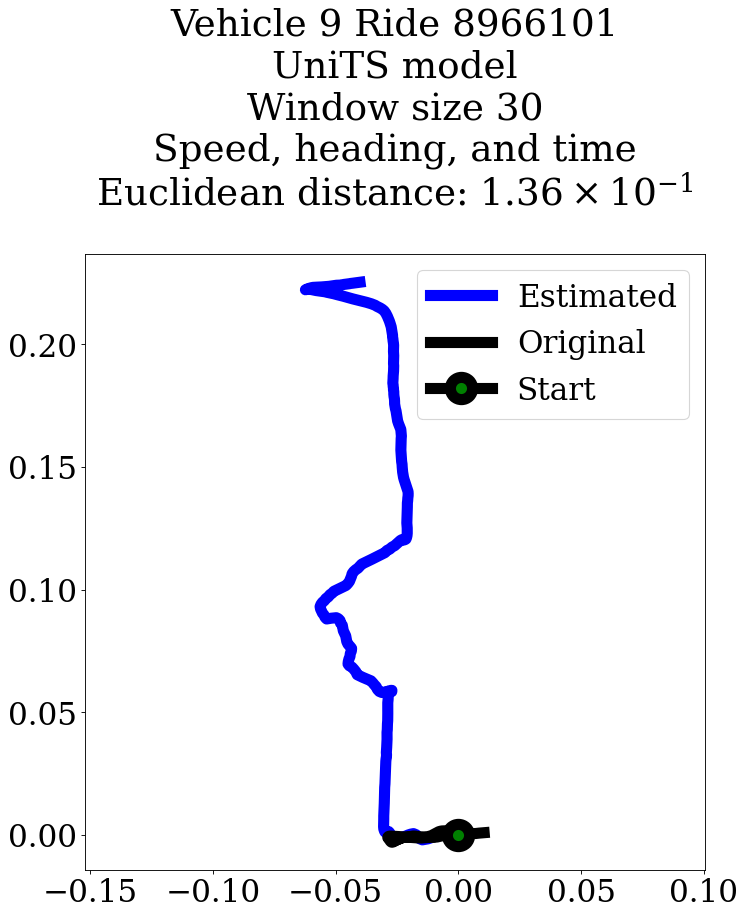 Vehicle 9 Ride 8966101
UniTS model
Window size 30
Speed, heading, and time
Euclidean distance: 1.36 × 10⁻¹
Estimated
Original
Start
0.20
0.15
0.10
0.05
0.00
−0.15 −0.10 −0.05 0.00 0.05 0.10